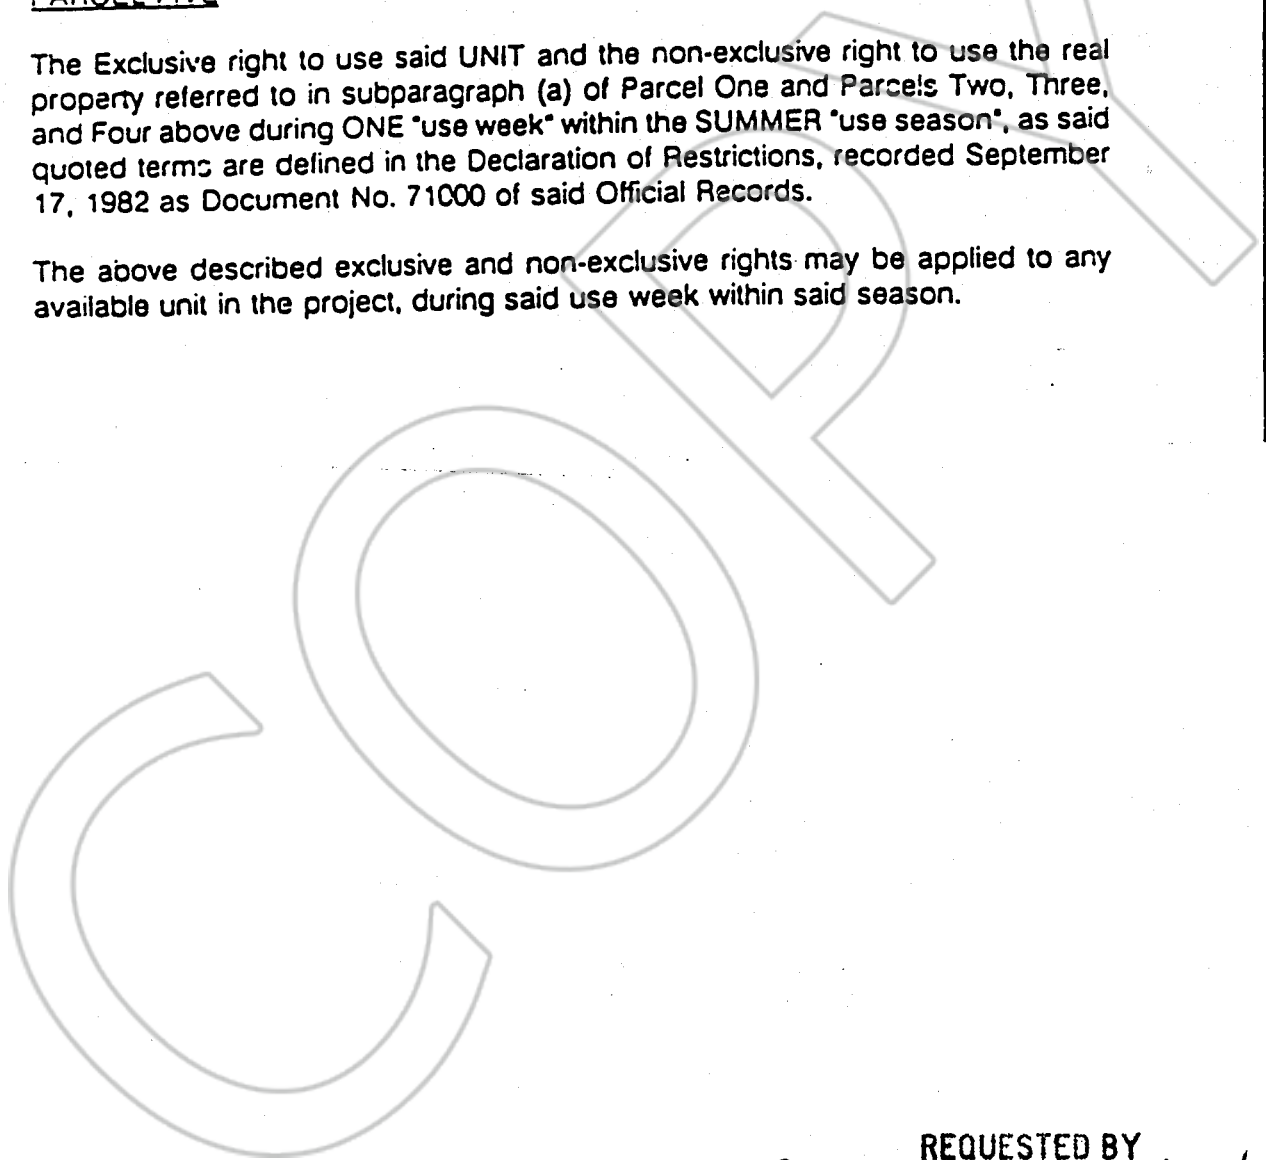 The Exclusive right to use said UNIT and the non-exclusive right to use the real
property referred to in subparagraph (a) of Parcel One and Parcels Two, Three,
and Four above during ONE "use week" within the SUMMER "use season", as said
quoted terms are defined in the Declaration of Restrictions, recorded September
17, 1982 as Document No. 71000 of said Official Records.
The above described exclusive and non-exclusive rights may be applied to any
available unit in the project, during said use week within said season.
COPY
REQUESTED BY